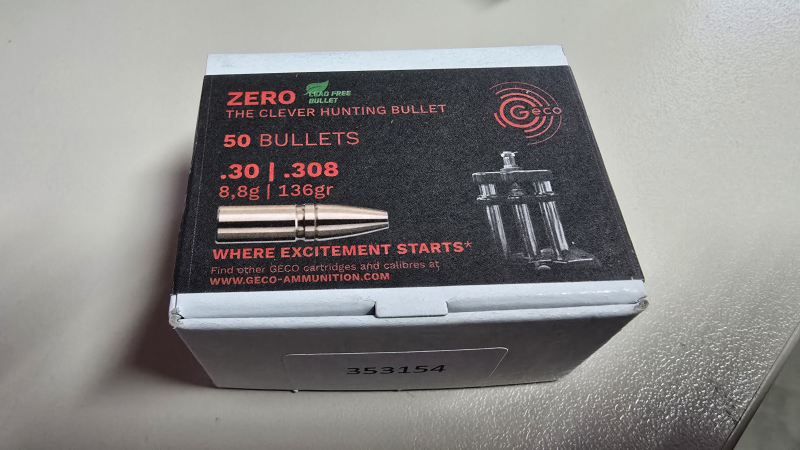 ZERO
LEAD FREE
BULLET
THE CLEVER HUNTING BULLET
Geco
50 BULLETS
.30 | .308
8,8g | 136gr
WHERE EXCITEMENT STARTS*
Find other GECO cartridges and calibres at
WWW.GECO-AMMUNITION.COM
353154